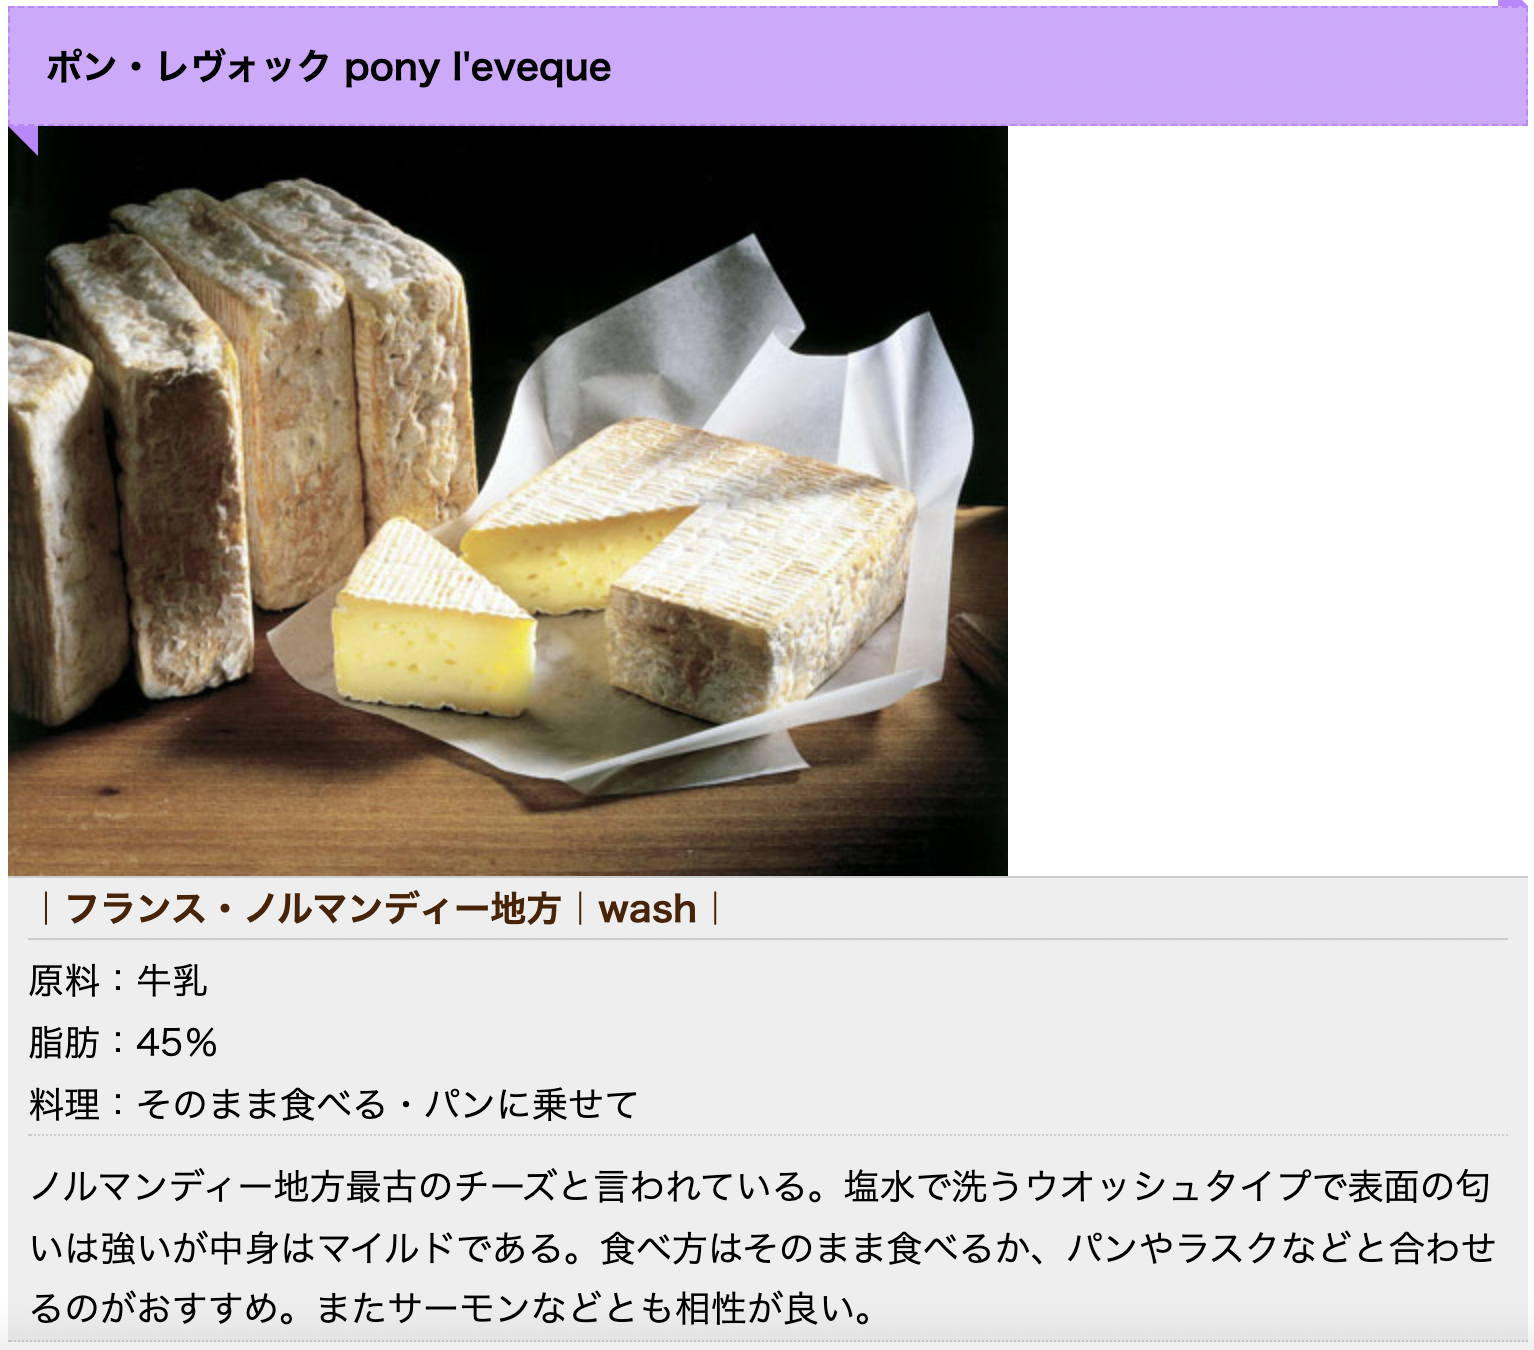 ポン・レヴォック pony l'eveque
｜フランス・ノルマンディー地方｜wash｜
原料：牛乳
脂肪：45%
料理：そのまま食べる・パンに乗せて
ノルマンディー地方最古のチーズと言われている。塩水で洗うウオッシュタイプで表面の匂
いは強いが中身はマイルドである。食べ方はそのまま食べるか、パンやラスクなどと合わせ
るのがおすすめ。またサーモンなどとも相性が良い。